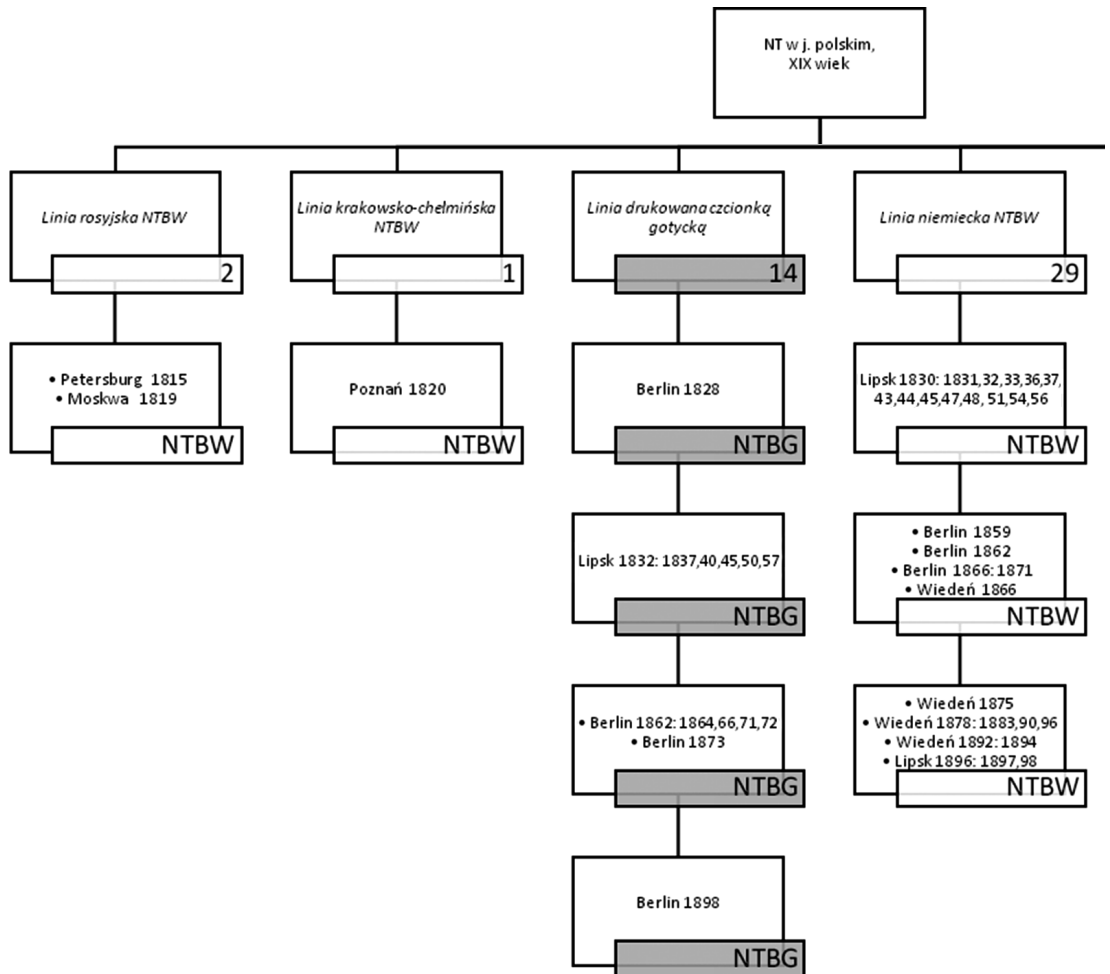 NT w j. polskim,
XIX wiek
Linia rosyjska NTBW
2
• Petersburg 1815
• Moskwa 1819
NTBW
Linia krakowsko-chełmińska
NTBW
1
Poznań 1820
NTBW
Linia drukowana czcionką
gotycką
14
Berlin 1828
NTBG
Lipsk 1832: 1837,40,45,50,57
NTBG
• Berlin 1862: 1864,66,71,72
• Berlin 1873
NTBG
Berlin 1898
NTBG
Linia niemiecka NTBW
29
Lipsk 1830: 1831,32,33,36,37,
43,44,45,47,48, 51,54,56
NTBW
• Berlin 1859
• Berlin 1862
• Berlin 1866: 1871
• Wiedeń 1866
NTBW
• Wiedeń 1875
• Wiedeń 1878: 1883,90,96
• Wiedeń 1892: 1894
• Lipsk 1896: 1897,98
NTBW